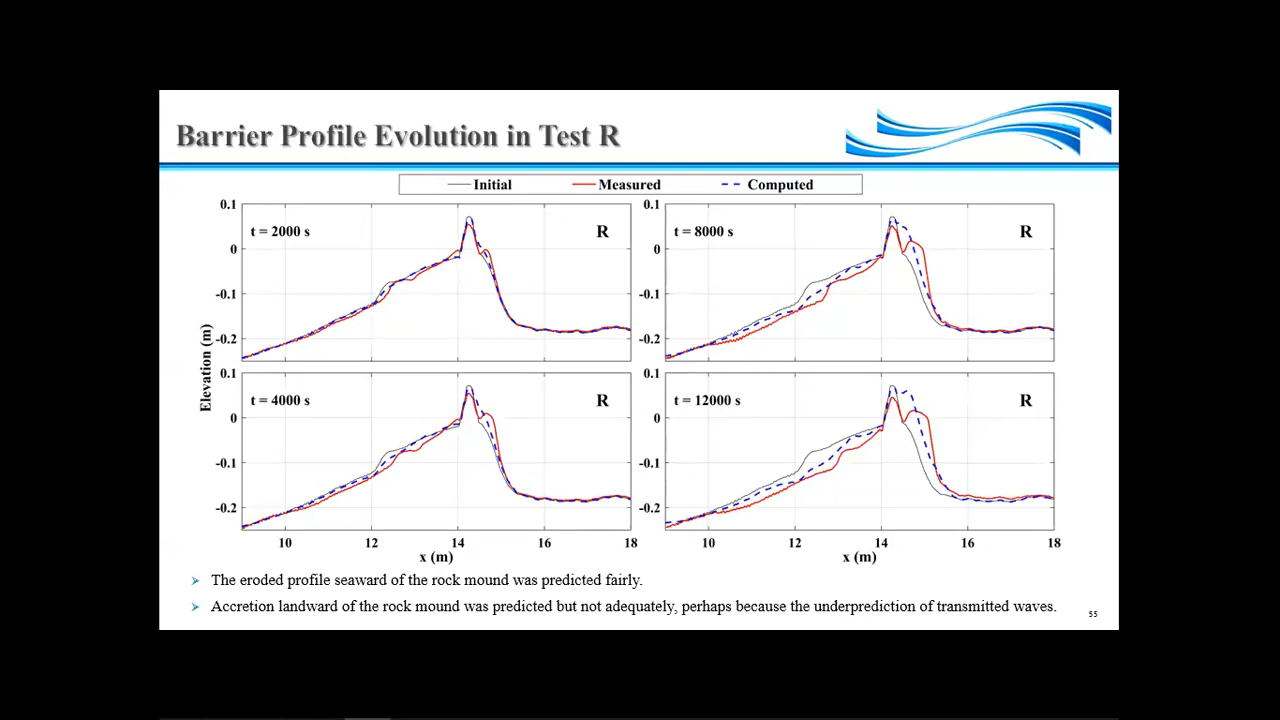 Barrier Profile Evolution in Test R
Initial
Measured
Computed
0.1
0
-0.1
-0.2
t = 2000 s
R
0.1
0
-0.1
-0.2
t = 8000 s
R
Elevation (m)
0.1
0
-0.1
-0.2
t = 4000 s
R
10
12
14
16
18
x (m)
0.1
0
-0.1
-0.2
t = 12000 s
R
10
12
14
16
18
x (m)
➢ The eroded profile seaward of the rock mound was predicted fairly.
➢ Accretion landward of the rock mound was predicted but not adequately, perhaps because the underprediction of transmitted waves.
55